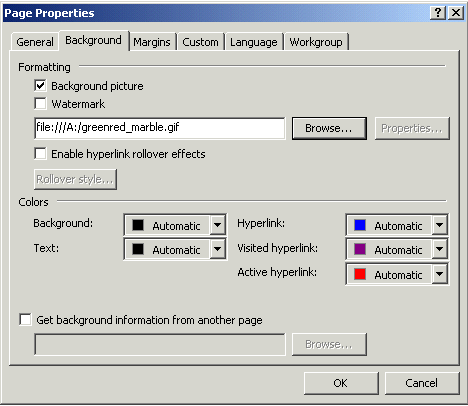 Page Properties
General Background Margins Custom Language Workgroup
Formatting
Background picture
Watermark
file:///A:/greenred_marble.gif Browse... Properties...
Enable hyperlink rollover effects
Rollover style...
Colors
Background: Automatic Hyperlink: Automatic
Text: Automatic Visited hyperlink: Automatic
Active hyperlink: Automatic
Get background information from another page
Browse...
OK Cancel